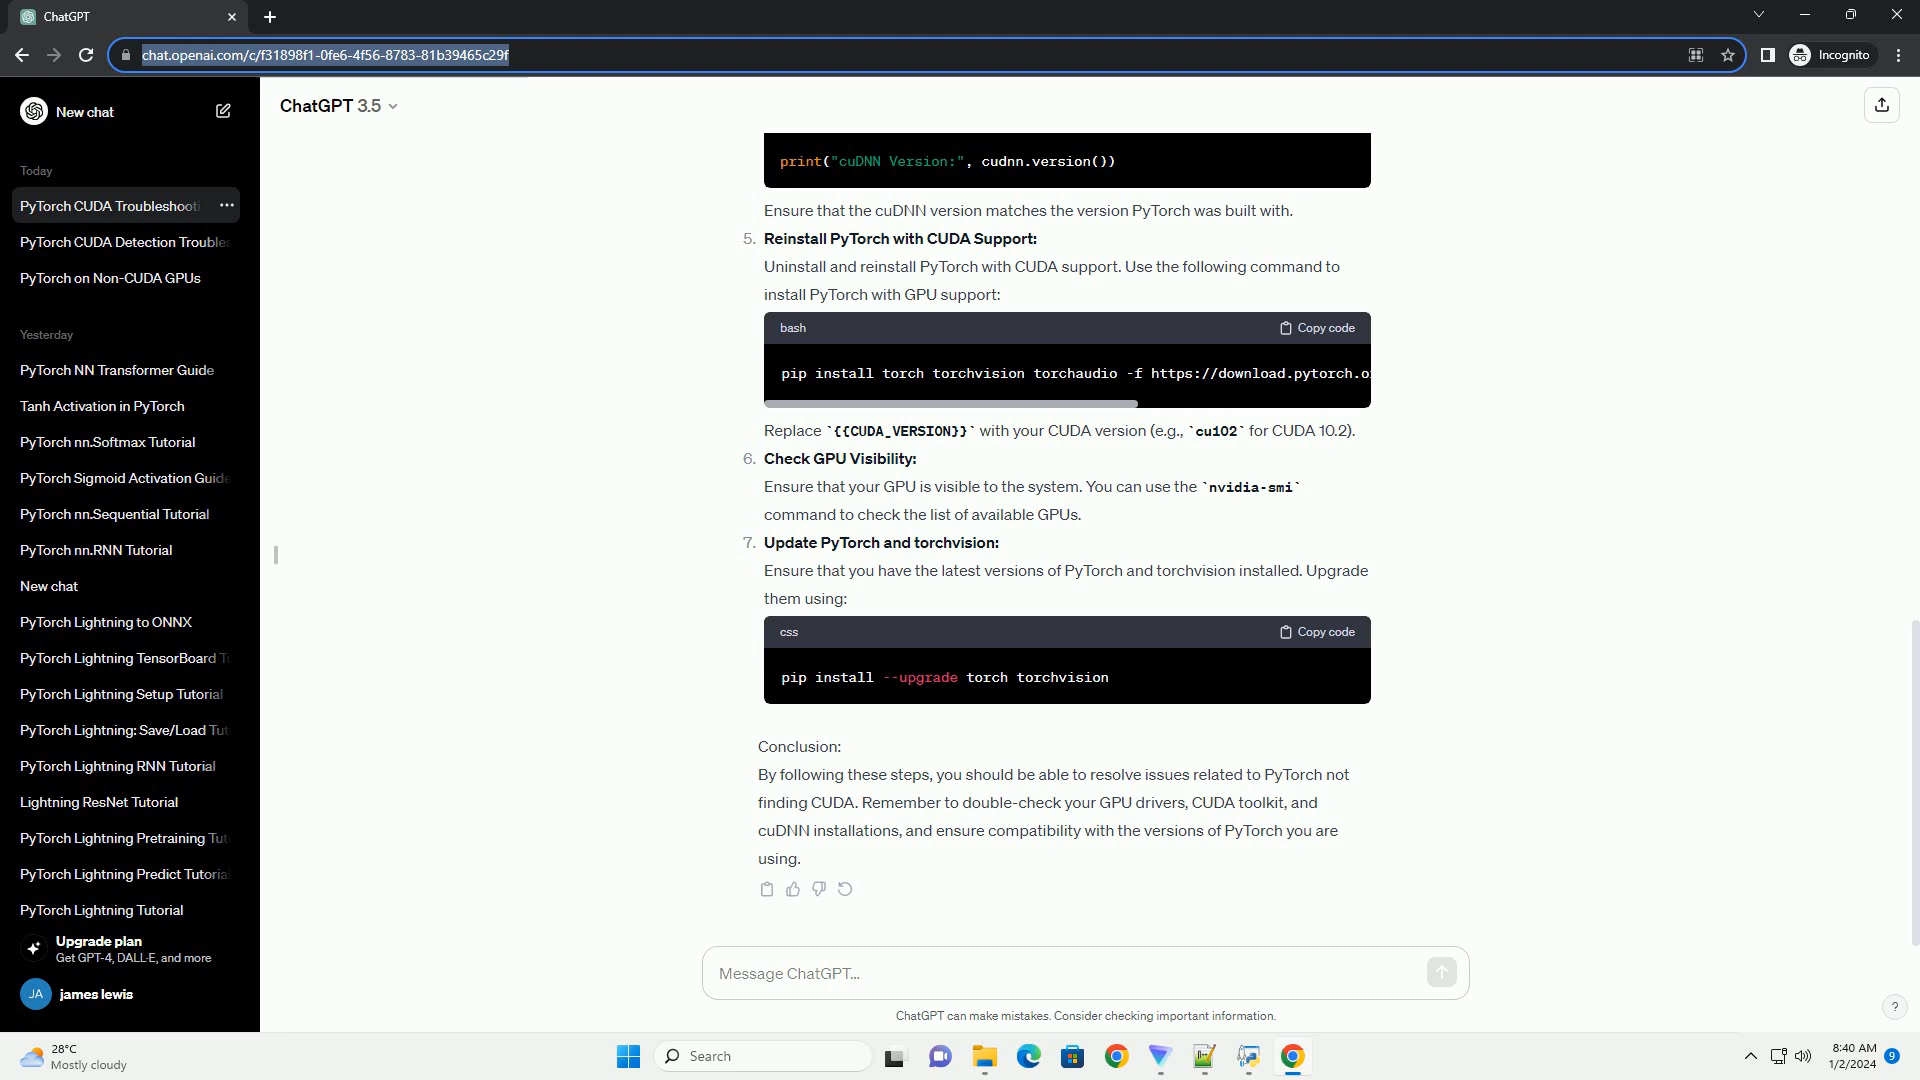 ChatGPT
chat.openai.com/c/f31898f1-0fe6-4f56-8783-81b39465c29f
Incognito
New chat
Today
PyTorch CUDA Troubleshooti
PyTorch CUDA Detection Trouble
PyTorch on Non-CUDA GPUs
Yesterday
PyTorch NN Transformer Guide
Tanh Activation in PyTorch
PyTorch nn.Softmax Tutorial
PyTorch Sigmoid Activation Guide
PyTorch nn.Sequential Tutorial
PyTorch nn.RNN Tutorial
New chat
PyTorch Lightning to ONNX
PyTorch Lightning TensorBoard T
PyTorch Lightning Setup Tutorial
PyTorch Lightning: Save/Load Tut
PyTorch Lightning RNN Tutorial
Lightning ResNet Tutorial
PyTorch Lightning Pretraining Tut
PyTorch Lightning Predict Tutoria
PyTorch Lightning Tutorial
Upgrade plan
Get GPT-4, DALL·E, and more
JA james lewis
ChatGPT 3.5
print("cuDNN Version:", cudnn.version())
Ensure that the cuDNN version matches the version PyTorch was built with.
5. Reinstall PyTorch with CUDA Support:
Uninstall and reinstall PyTorch with CUDA support. Use the following command to
install PyTorch with GPU support:
bash Copy code
pip install torch torchvision torchaudio -f https://download.pytorch.o
Replace `{{CUDA_VERSION}}` with your CUDA version (e.g., `cu102` for CUDA 10.2).
6. Check GPU Visibility:
Ensure that your GPU is visible to the system. You can use the `nvidia-smi`
command to check the list of available GPUs.
7. Update PyTorch and torchvision:
Ensure that you have the latest versions of PyTorch and torchvision installed. Upgrade
them using:
css Copy code
pip install --upgrade torch torchvision
Conclusion:
By following these steps, you should be able to resolve issues related to PyTorch not
finding CUDA. Remember to double-check your GPU drivers, CUDA toolkit, and
cuDNN installations, and ensure compatibility with the versions of PyTorch you are
using.
Message ChatGPT...
ChatGPT can make mistakes. Consider checking important information.
?
28°C
Mostly cloudy
Search
8:40 AM
1/2/2024
9